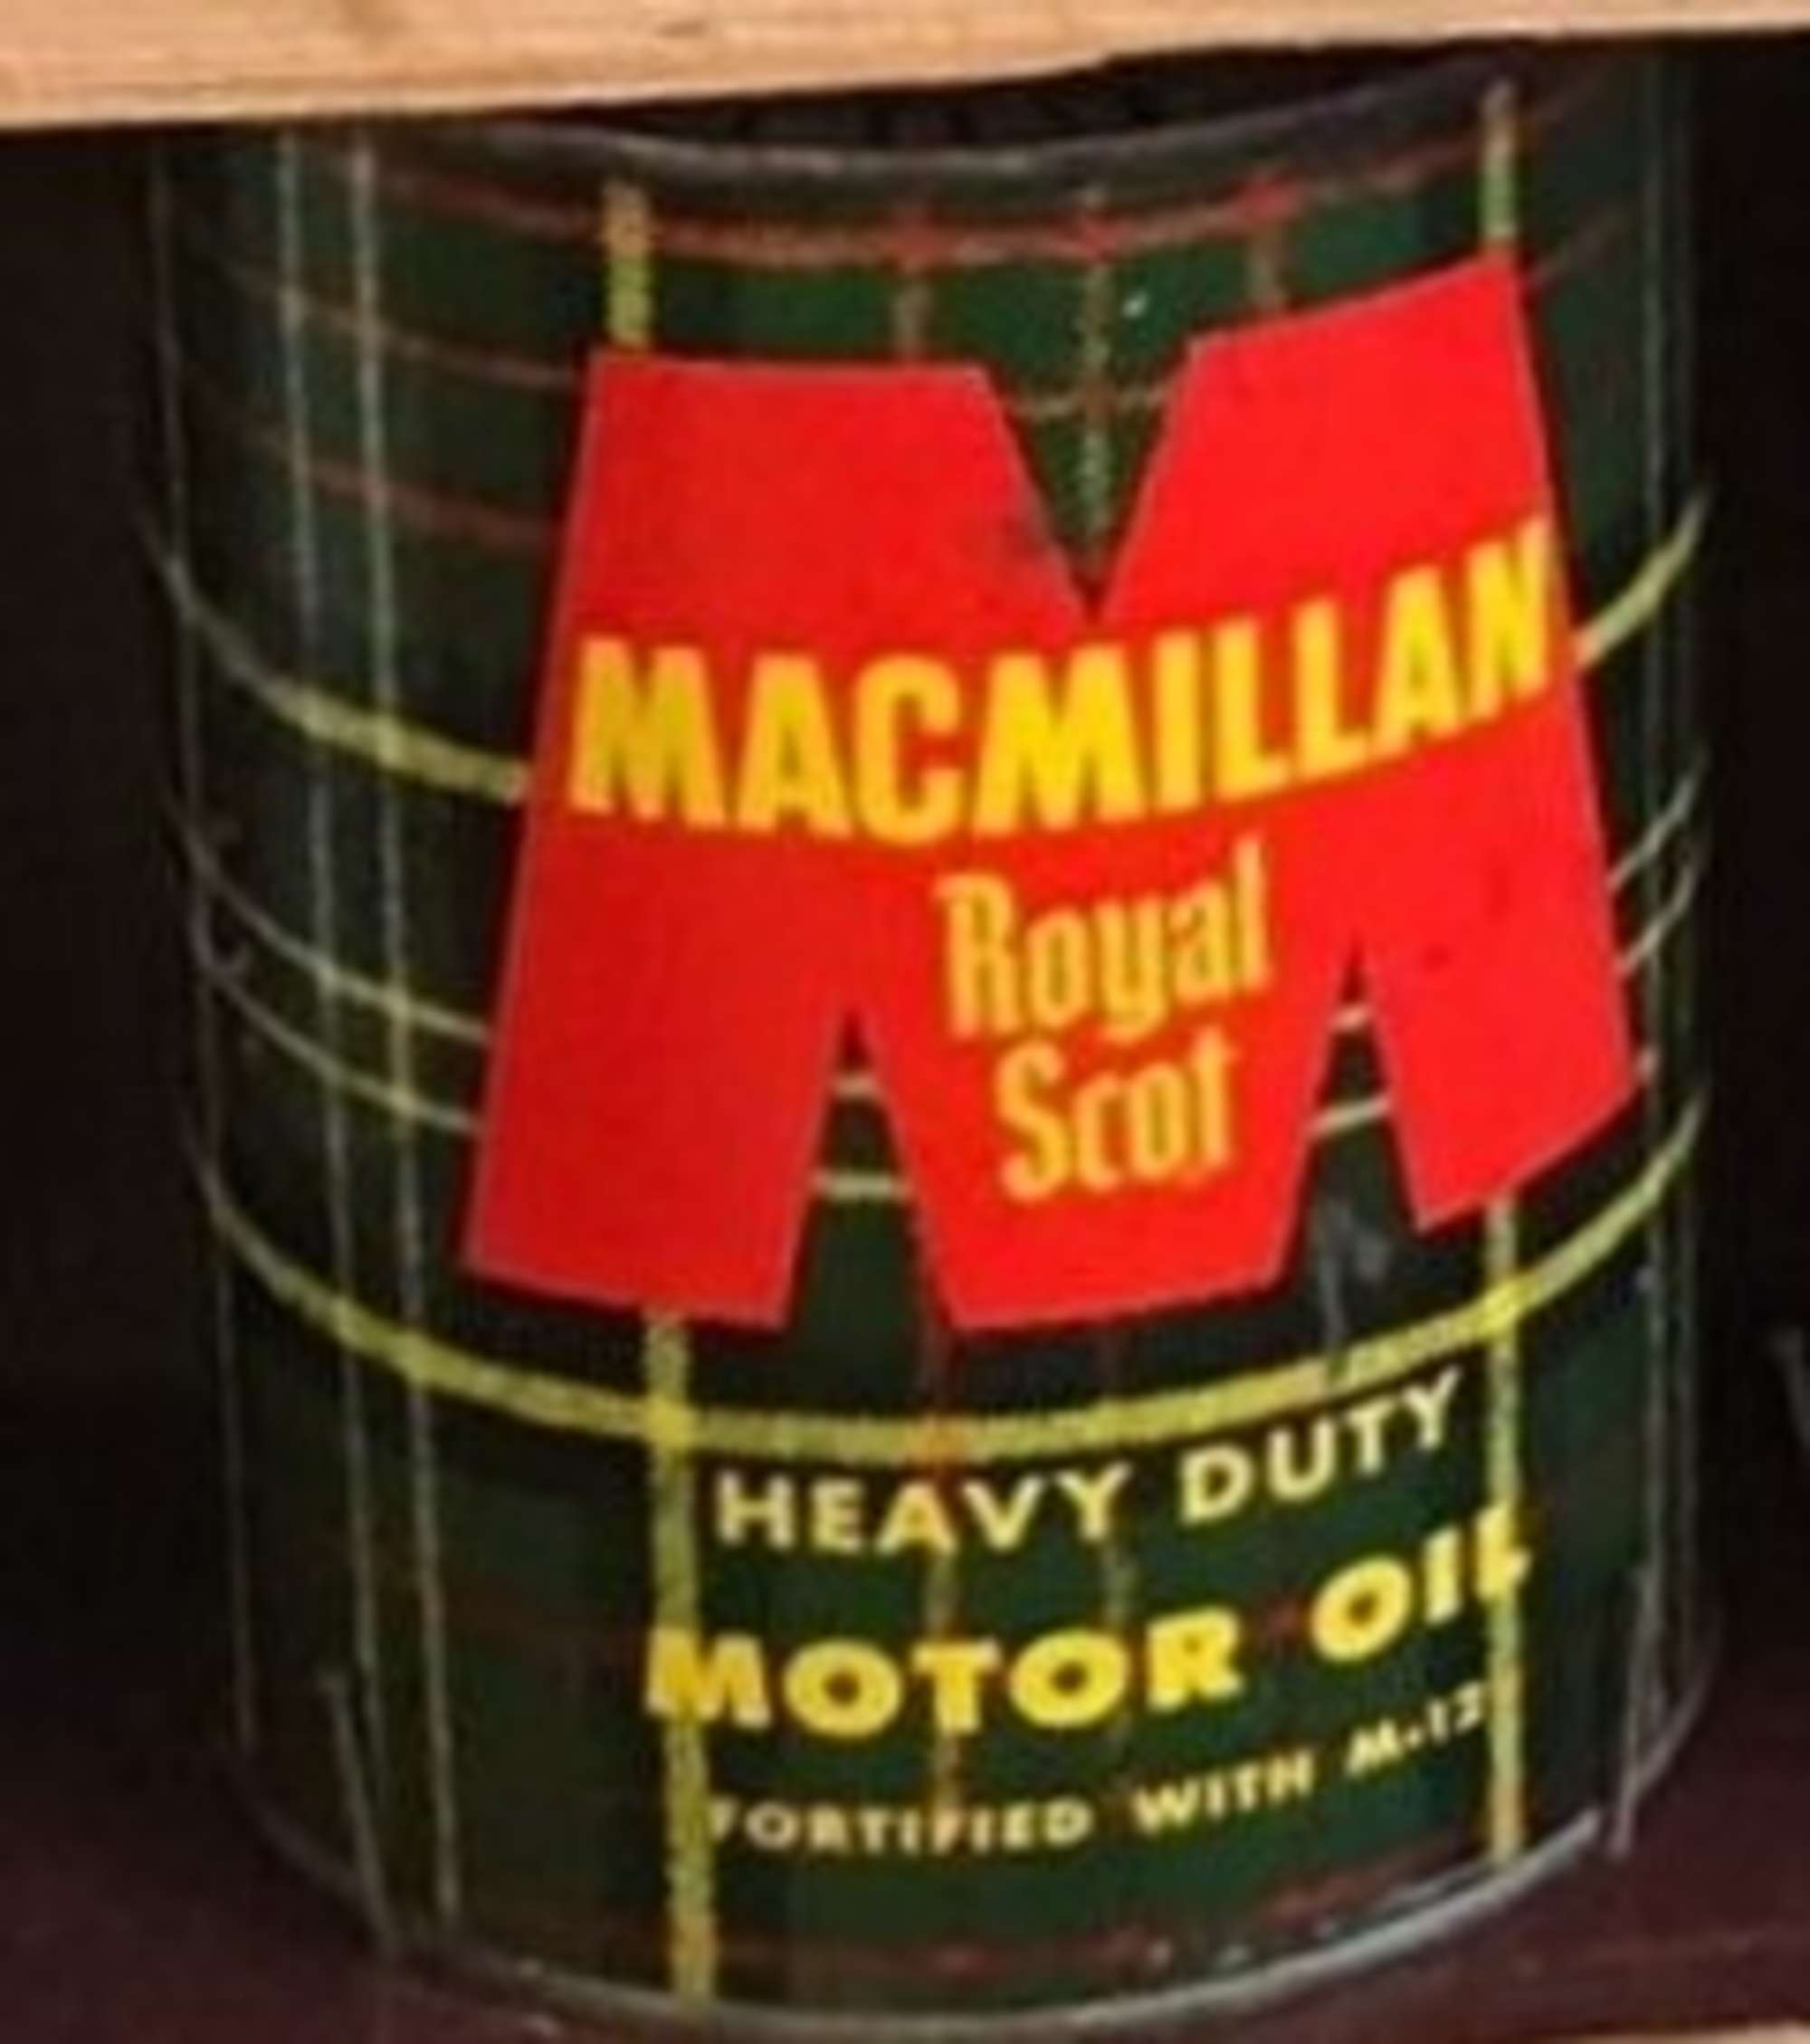 MACMILLAN
Royal
Scot
HEAVY DUTY
MOTOR OIL
FORTIFIED WITH M-12